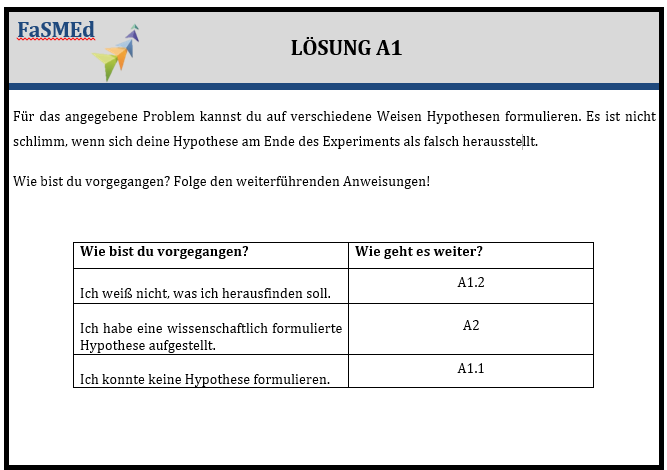 FaSMEd
LÖSUNG A1
Für das angegebene Problem kannst du auf verschiedene Weisen Hypothesen formulieren. Es ist nicht
schlimm, wenn sich deine Hypothese am Ende des Experiments als falsch herausstellt.
Wie bist du vorgegangen? Folge den weiterführenden Anweisungen!
Wie bist du vorgegangen? Wie geht es weiter?
Ich weiß nicht, was ich herausfinden soll. A1.2
Ich habe eine wissenschaftlich formulierte
Hypothese aufgestellt. A2
Ich konnte keine Hypothese formulieren. A1.1